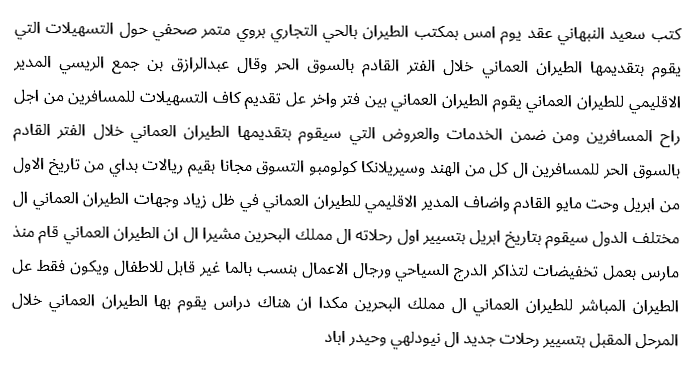 كتب سعيد النبهاني عقد يوم امس بمكتب الطيران بالحي التجاري بروي متمر صحفي حول التسهيلات التي
يقوم بتقديمها الطيران العماني خلال الفتر القادم بالسوق الحر وقال عبدالرازق بن جمع الريسي المدير
الاقليمي للطيران العماني يقوم الطيران العماني بين فتر واخر عل تقديم كاف التسهيلات للمسافرين من اجل
راح المسافرين ومن ضمن الخدمات والعروض التي سيقوم بتقديمها الطيران العماني خلال الفتر القادم
بالسوق الحر للمسافرين ال كل من الهند وسيريلانكا كولومبو التسوق مجانا بقيم ريالات بداي من تاريخ الاول
من ابريل وحت مايو القادم واضاف المدير الاقليمي للطيران العماني في ظل زياد وجهات الطيران العماني ال
مختلف الدول سيقوم بتاريخ ابريل بتسيير اول رحلاته ال مملك البحرين مشيرا ال ان الطيران العماني قام منذ
مارس بعمل تخفيضات لتذاكر الدرج السياحي ورجال الاعمال بنسب بالما غير قابل للاطفال ويكون فقط عل
الطيران المباشر للطيران العماني ال مملك البحرين مكدا ان هناك دراس يقوم بها الطيران العماني خلال
المرحل المقبل بتسيير رحلات جديد ال نيودلهي وحيدر اباد